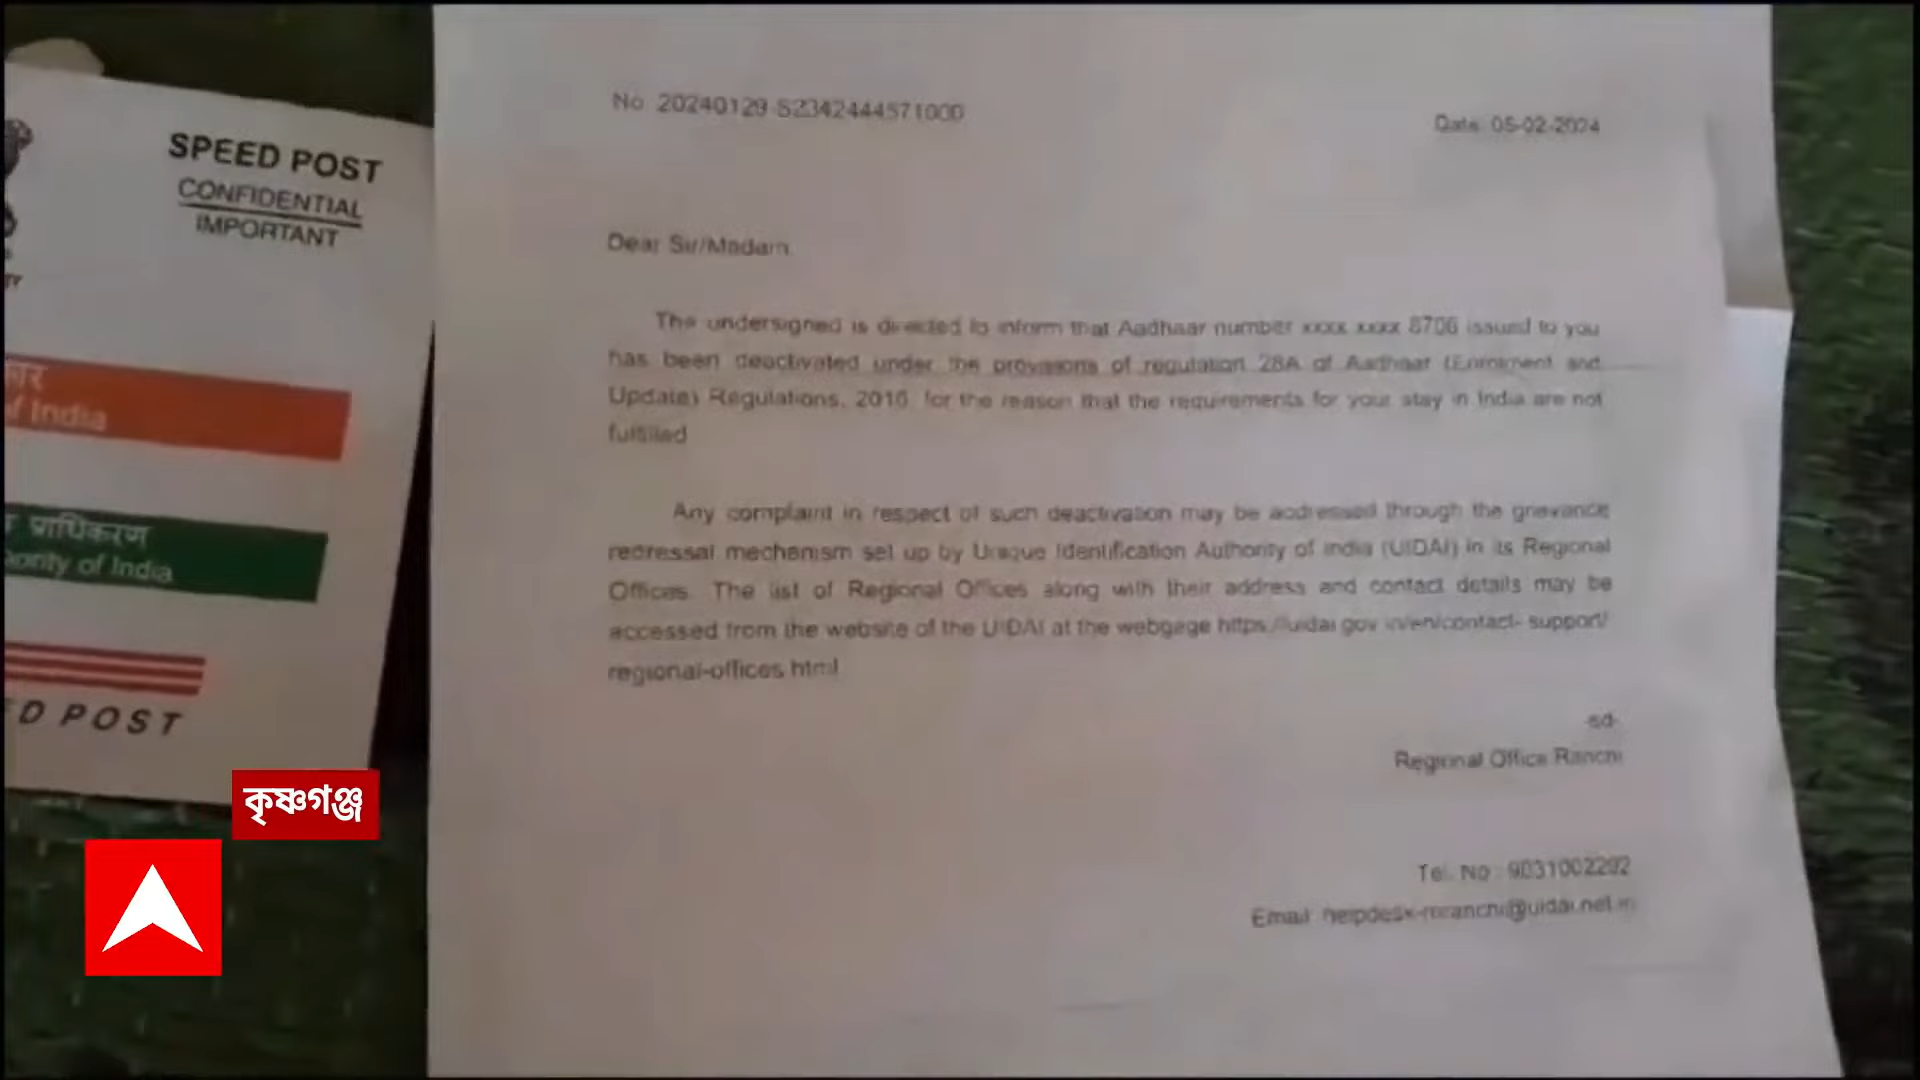 SPEED POST
CONFIDENTIAL
IMPORTANT
कार
of India
प्राधिकरण
ority of India
D POST
No. 20240129-S2342444571000
Date: 05-02-2024
Dear Sir/Madam,
The undersigned is directed to inform that Aadhaar number xxxx xxxx 8706 issued to you
has been deactivated under the provisions of regulation 28A of Aadhaar (Enrolment and
Update) Regulations, 2016, for the reason that the requirements for your stay in India are not
fulfilled
Any complaint in respect of such deactivation may be addressed through the grievance
redressal mechanism set up by Unique Identification Authority of India (UIDAI) in its Regional
Offices. The list of Regional Offices along with their address and contact details may be
accessed from the website of the UIDAI at the webgage https://uidai.gov.in/en/contact- support/
regional-offices.html
-sd-
Regional Office Ranchi
Tel. No : 9031002292
Email: helpdesk-roranchi@uidai.net.in
কৃষ্ণগঞ্জ